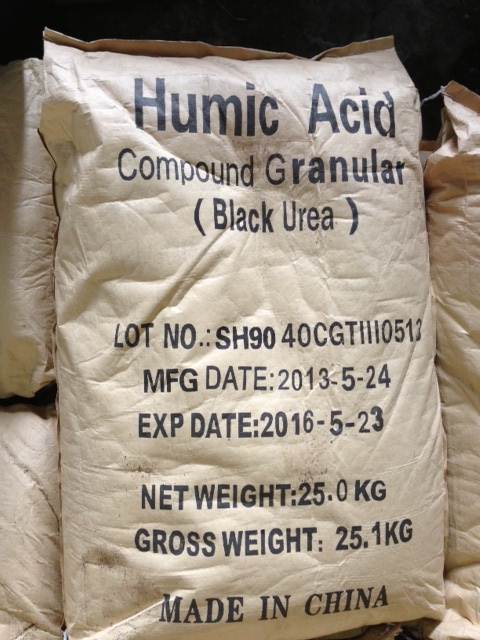 Humic Acid
Compound Granular
( Black Urea )
LOT NO.: SH90 40CGTIII0513
MFG DATE:2013-5-24
EXP DATE:2016-5-23
NET WEIGHT:25.0 KG
GROSS WEIGHT: 25.1KG
MADE IN CHINA